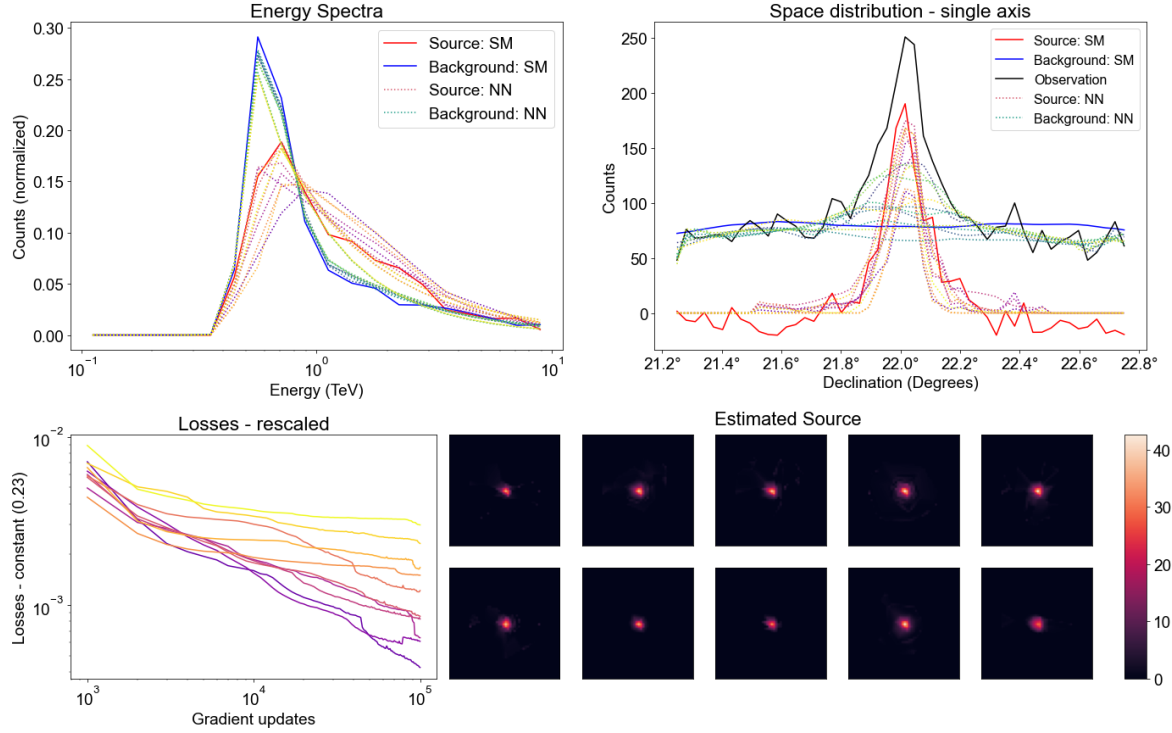 Energy Spectra
Counts (normalized)
0.30
0.25
0.20
0.15
0.10
0.05
0.00
Source: SM
Background: SM
Source: NN
Background: NN
10⁻¹
10⁰
10¹
Energy (TeV)
Space distribution - single axis
Counts
250
200
150
100
50
0
Source: SM
Background: SM
Observation
Source: NN
Background: NN
21.2°
21.4°
21.6°
21.8°
22.0°
22.2°
22.4°
22.6°
22.8°
Declination (Degrees)
Losses - rescaled
Losses - constant (0.23)
10⁻²
10⁻³
10³
10⁴
10⁵
Gradient updates
Estimated Source
40
30
20
10
0